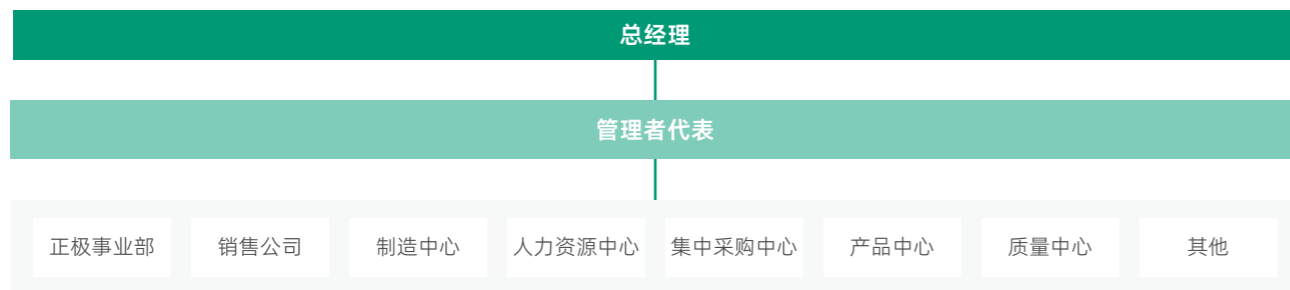 总经理
管理者代表
正极事业部 销售公司 制造中心 人力资源中心 集中采购中心 产品中心 质量中心 其他